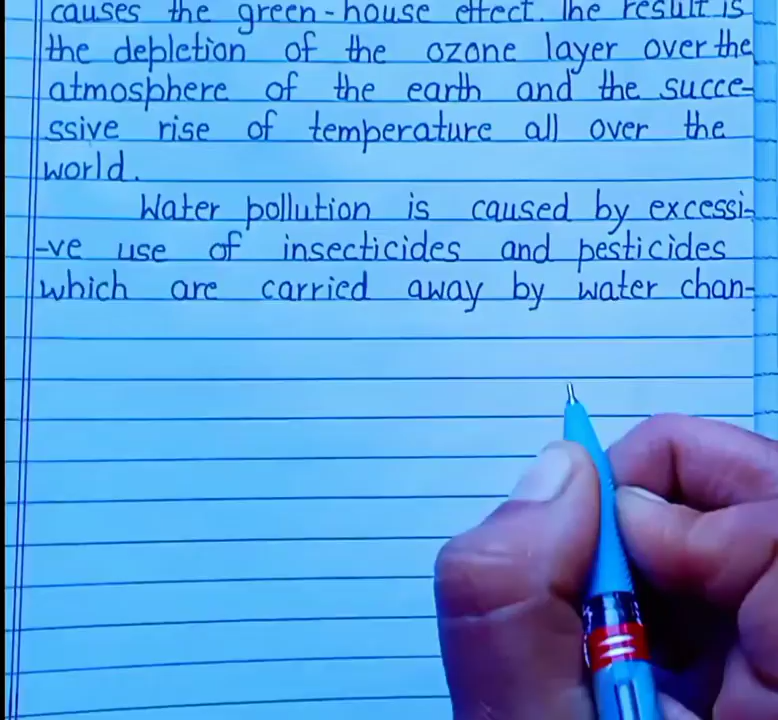 causes the green-house effect. The result is
the depletion of the ozone layer over the
atmosphere of the earth and the succe-
ssive rise of temperature all over the
world.
Water pollution is caused by excessi-
-ve use of insecticides and pesticides
which are carried away by water chan-